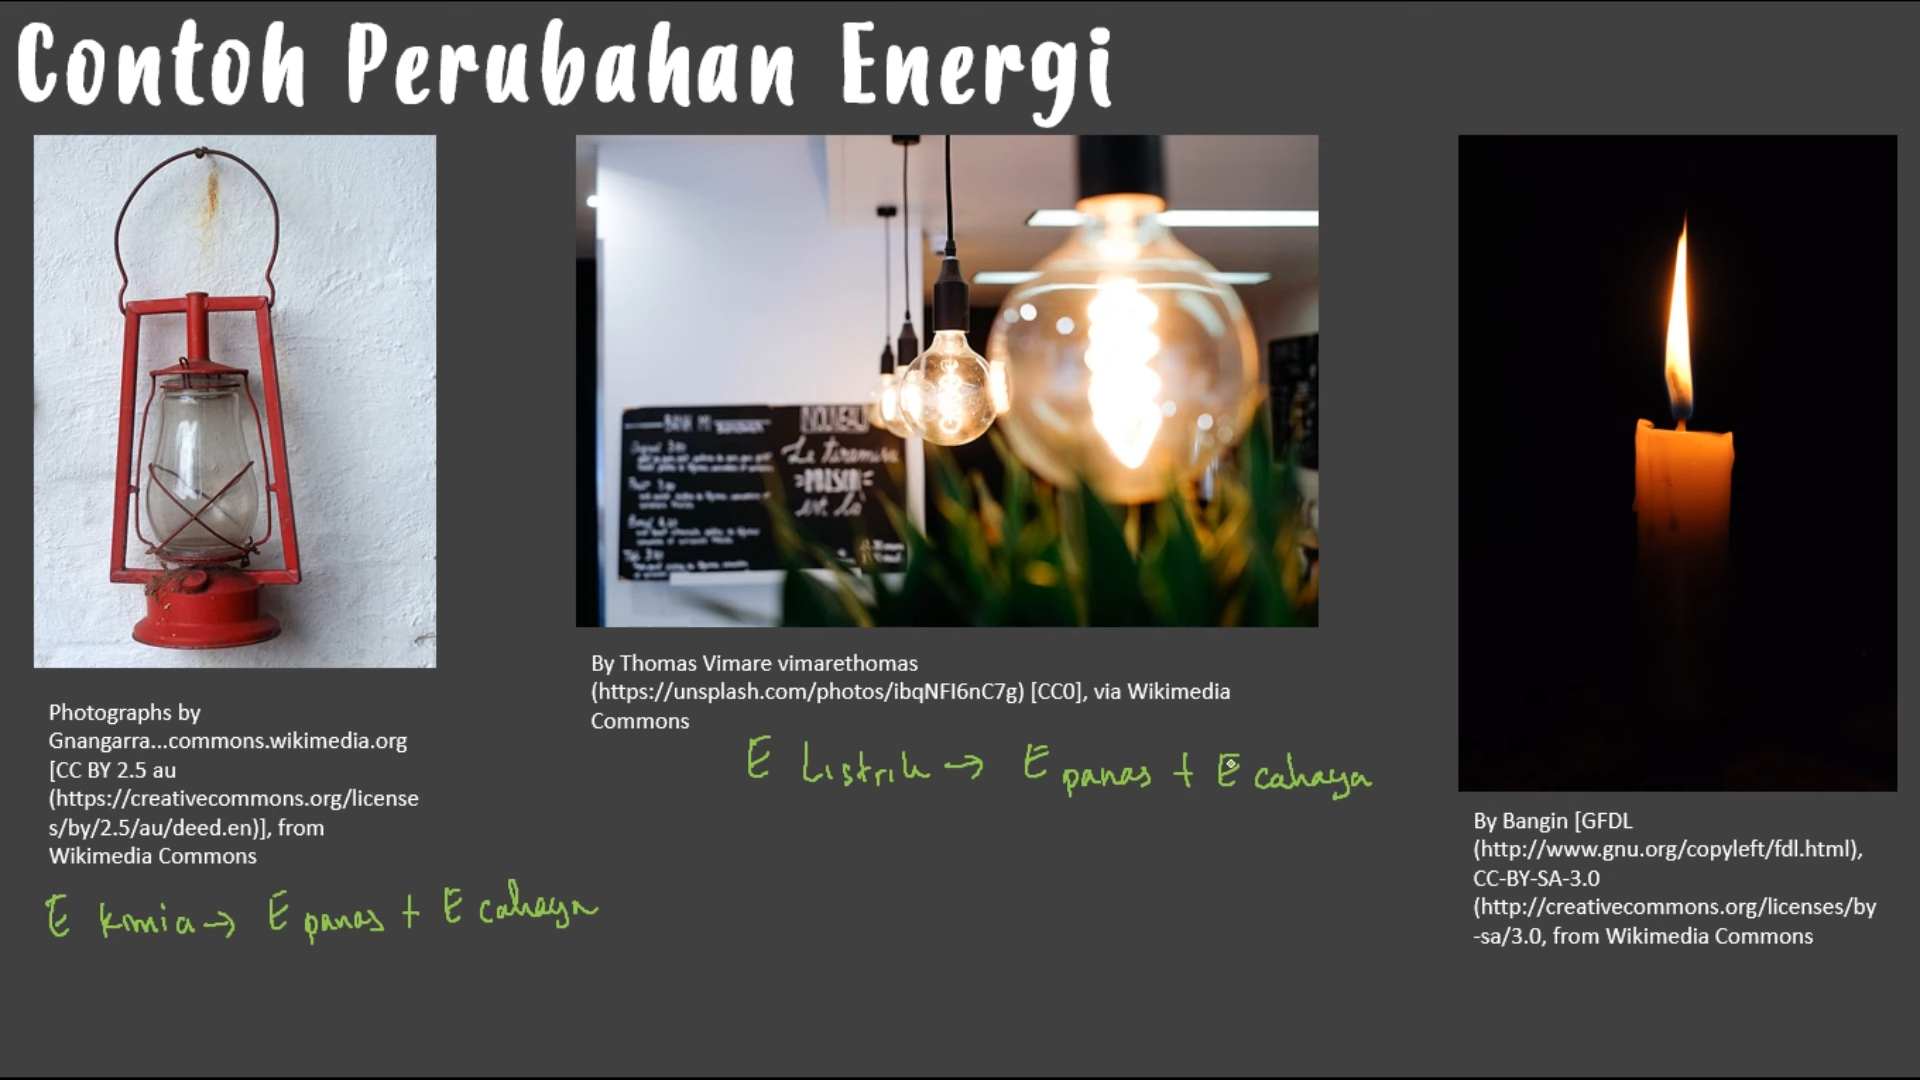 Contoh Perubahan Energi
Photographs by
Gnangarra...commons.wikimedia.org
[CC BY 2.5 au
(https://creativecommons.org/license
s/by/2.5/au/deed.en)], from
Wikimedia Commons
E kimia → E panas + E cahaya
NOUVEAU
Le tiramisu
By Thomas Vimare vimarethomas
(https://unsplash.com/photos/ibqNFI6nC7g) [CC0], via Wikimedia
Commons
E Listrik → E panas + E cahaya
By Bangin [GFDL
(http://www.gnu.org/copyleft/fdl.html),
CC-BY-SA-3.0
(http://creativecommons.org/licenses/by
-sa/3.0, from Wikimedia Commons